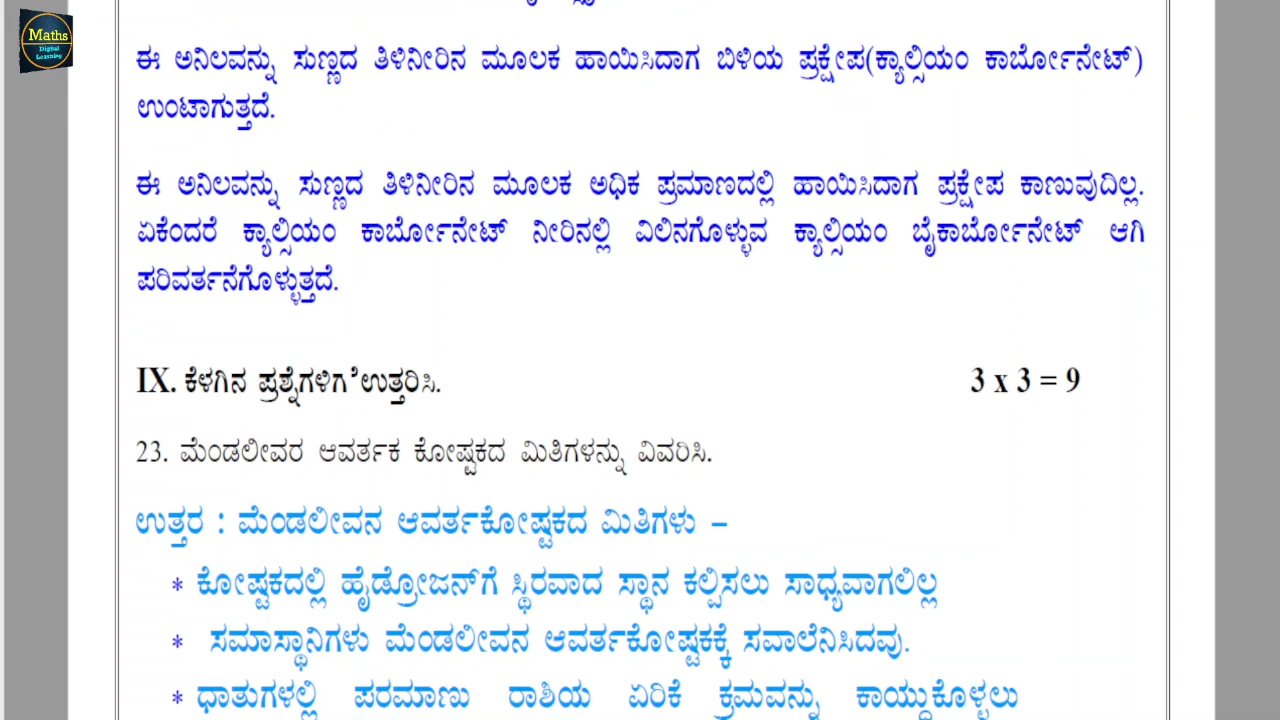 Maths
Digital
Learning
ಈ ಅನಿಲವನ್ನು ಸುಣ್ಣದ ತಿಳಿನೀರಿನ ಮೂಲಕ ಹಾಯಿಸಿದಾಗ ಬಿಳಿಯ ಪ್ರಕ್ಷೇಪ(ಕ್ಯಾಲ್ಸಿಯಂ ಕಾರ್ಬೋನೇಟ್)
ಉಂಟಾಗುತ್ತದೆ.
ಈ ಅನಿಲವನ್ನು ಸುಣ್ಣದ ತಿಳಿನೀರಿನ ಮೂಲಕ ಅಧಿಕ ಪ್ರಮಾಣದಲ್ಲಿ ಹಾಯಿಸಿದಾಗ ಪ್ರಕ್ಷೇಪ ಕಾಣುವುದಿಲ್ಲ.
ಏಕೆಂದರೆ ಕ್ಯಾಲ್ಸಿಯಂ ಕಾರ್ಬೋನೇಟ್ ನೀರಿನಲ್ಲಿ ವಿಲಿನಗೊಳ್ಳುವ ಕ್ಯಾಲ್ಸಿಯಂ ಬೈಕಾರ್ಬೋನೇಟ್ ಆಗಿ
ಪರಿವರ್ತನೆಗೊಳ್ಳುತ್ತದೆ.
IX. ಕೆಳಗಿನ ಪ್ರಶ್ನೆಗಳಿಗೆ ಉತ್ತರಿಸಿ. 3 x 3 = 9
23. ಮೆಂಡಲೀವರ ಆವರ್ತಕ ಕೋಷ್ಟಕದ ಮಿತಿಗಳನ್ನು ವಿವರಿಸಿ.
ಉತ್ತರ : ಮೆಂಡಲೀವನ ಆವರ್ತಕೋಷ್ಟಕದ ಮಿತಿಗಳು –
* ಕೋಷ್ಟಕದಲ್ಲಿ ಹೈಡ್ರೋಜನ್‌ಗೆ ಸ್ಥಿರವಾದ ಸ್ಥಾನ ಕಲ್ಪಿಸಲು ಸಾಧ್ಯವಾಗಲಿಲ್ಲ
* ಸಮಾಸ್ಥಾನಿಗಳು ಮೆಂಡಲೀವನ ಆವರ್ತಕೋಷ್ಟಕಕ್ಕೆ ಸವಾಲೆನಿಸಿದವು.
* ಧಾತುಗಳಲ್ಲಿ ಪರಮಾಣು ರಾಶಿಯ ಏರಿಕೆ ಕ್ರಮವನ್ನು ಕಾಯ್ದುಕೊಳ್ಳಲು